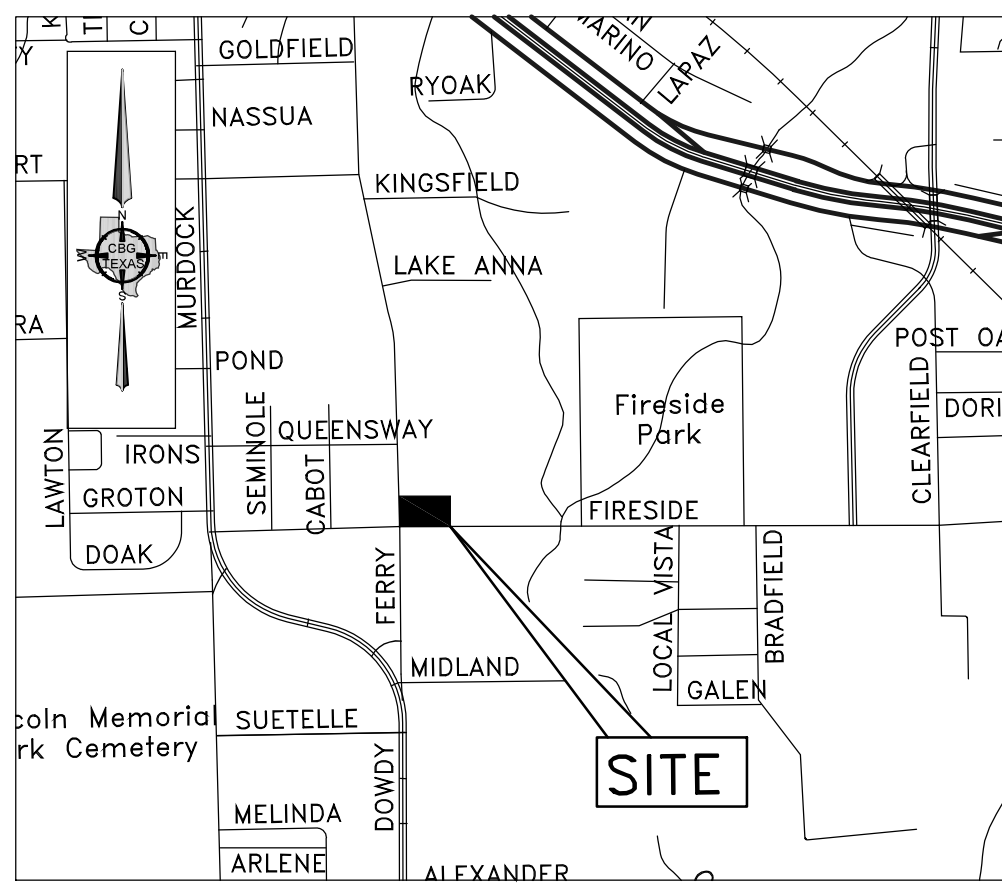 GOLDFIELD
RYOAK
MARINO
LAPAZ
NASSUA
KINGSFIELD
MURDOCK
N
CBG
TEXAS
W
E
S
LAKE ANNA
POND
POST OA
CLEARFIELD
DORI
Fireside
Park
SEMINOLE
QUEENSWAY
CABOT
IRONS
LAWTON
GROTON
DOAK
FIRESIDE
FERRY
LOCAL VISTA
BRADFIELD
MIDLAND
GALEN
coln Memorial
rk Cemetery
SUETELLE
DOWDY
SITE
MELINDA
ARLENE
ALEXANDER